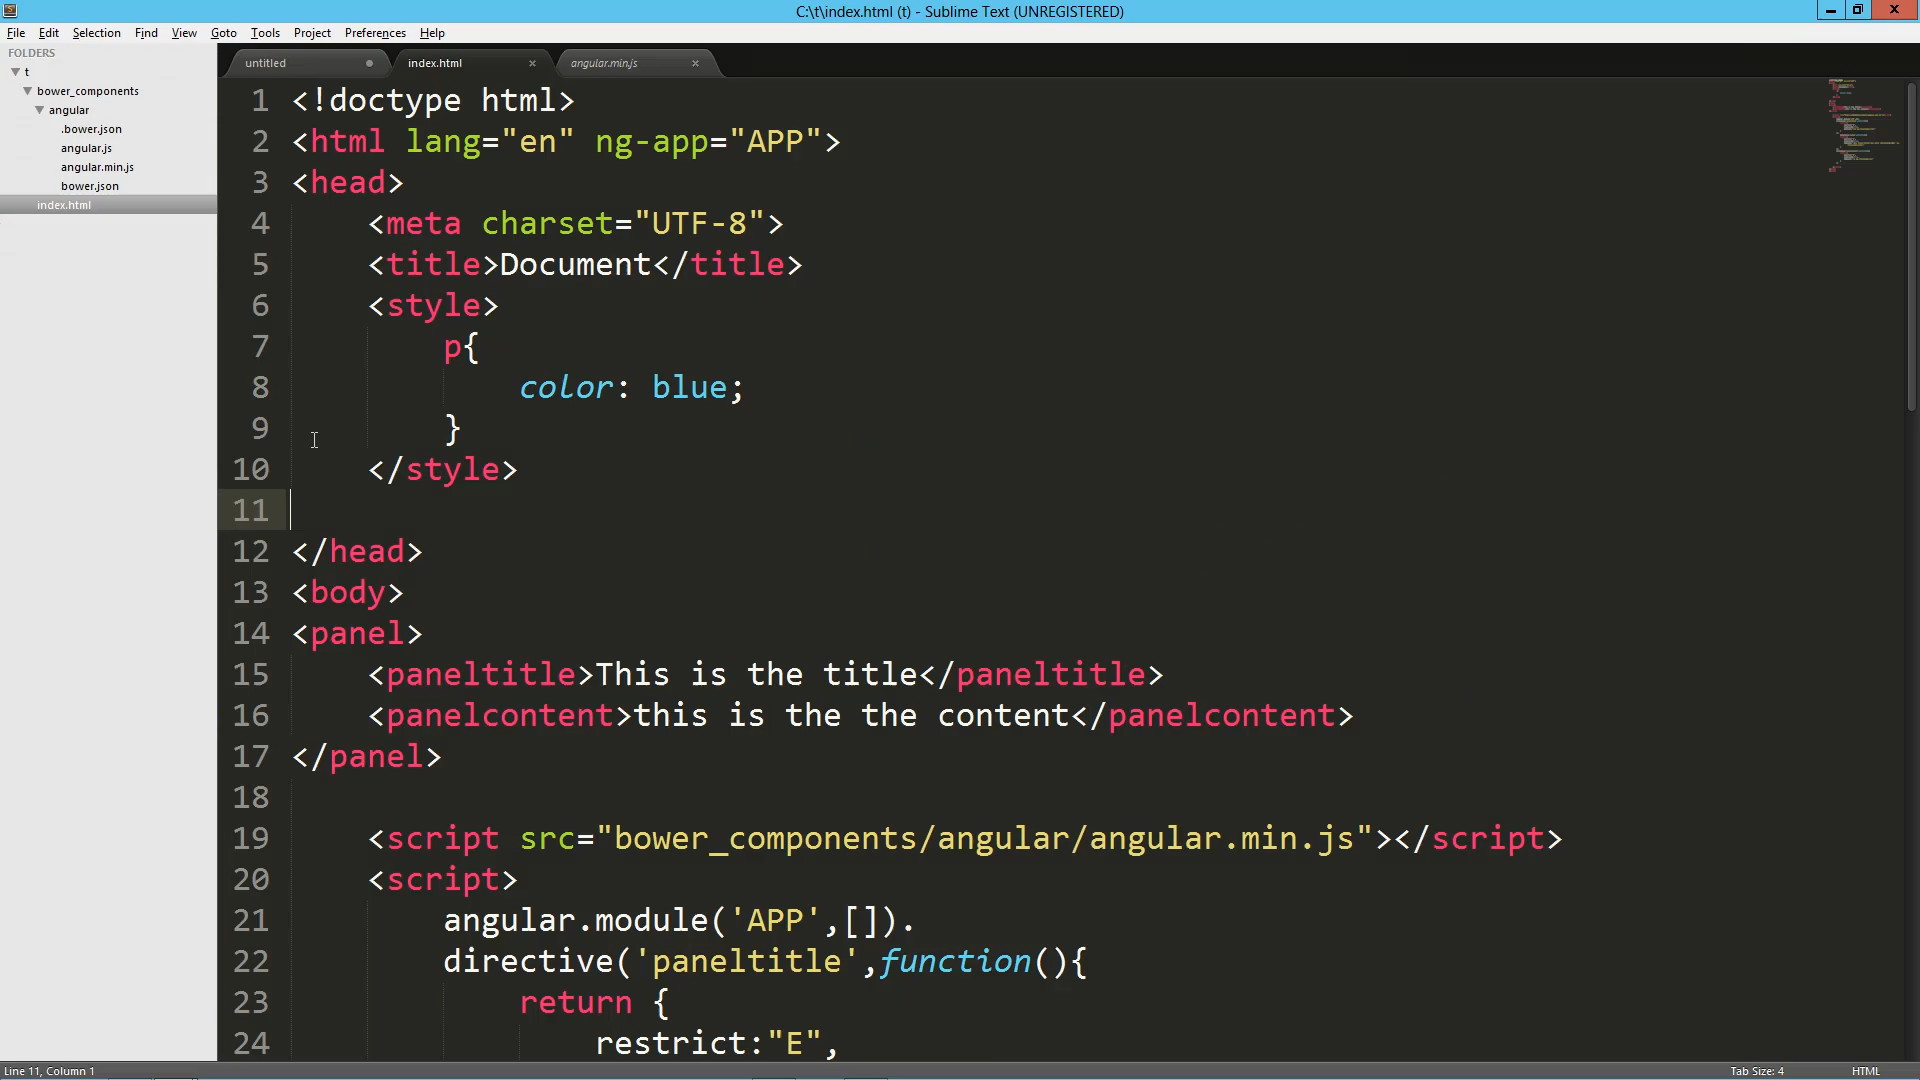 C:\t\index.html (t) - Sublime Text (UNREGISTERED)
File Edit Selection Find View Goto Tools Project Preferences Help
FOLDERS
t
bower_components
angular
.bower.json
angular.js
angular.min.js
bower.json
index.html
untitled index.html angular.min.js
1 <!doctype html>
2 <html lang="en" ng-app="APP">
3 <head>
4 <meta charset="UTF-8">
5 <title>Document</title>
6 <style>
7 p{
8 color: blue;
9 }
10 </style>
11
12 </head>
13 <body>
14 <panel>
15 <paneltitle>This is the title</paneltitle>
16 <panelcontent>this is the the content</panelcontent>
17 </panel>
18
19 <script src="bower_components/angular/angular.min.js"></script>
20 <script>
21 angular.module('APP',[]).
22 directive('paneltitle',function(){
23 return {
24 restrict:"E",
Line 11, Column 1 Tab Size: 4 HTML